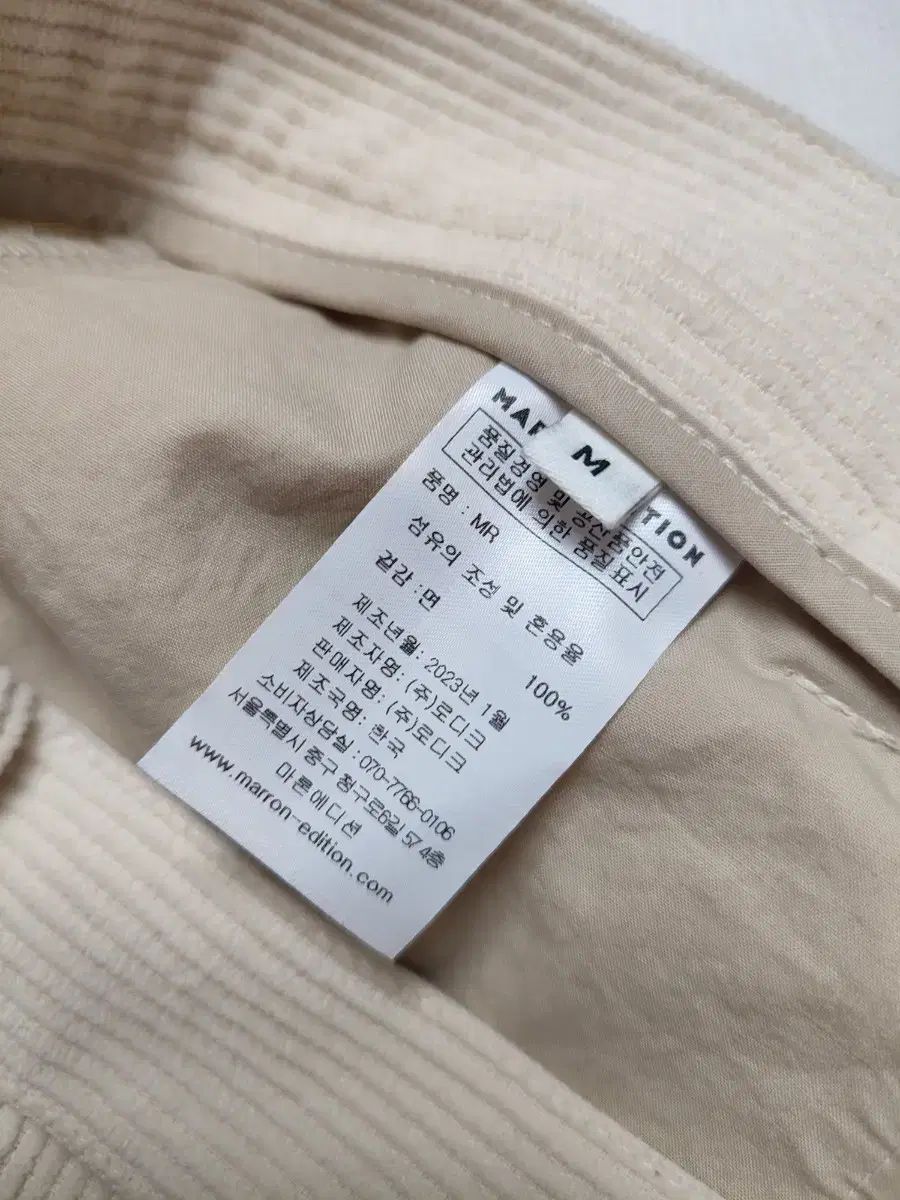 MAR
M
TION
품질경영 및 공산품안전
관리법에 의한 품질표시
품명 : MR
섬유의 조성 및 혼용율
겉감 : 면 100%
제조년월 : 2023년 1월
제조자명 : (주)로디크
판매자명 : (주)로디크
제조국명 : 한국
소비자상담실 : 070-7766-0106
서울특별시 중구 청구로6길 57 4층
마론에디션
www.marron-edition.com